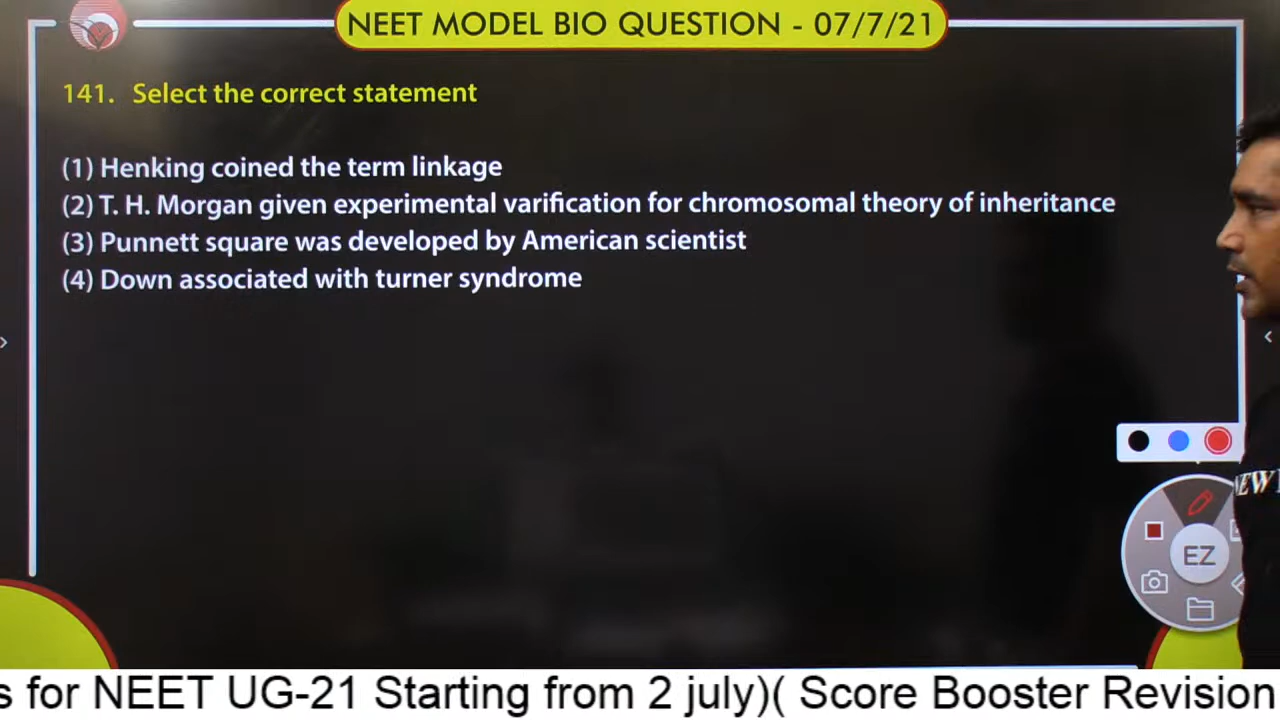 NEET MODEL BIO QUESTION - 07/7/21
141. Select the correct statement
(1) Henking coined the term linkage
(2) T. H. Morgan given experimental varification for chromosomal theory of inheritance
(3) Punnett square was developed by American scientist
(4) Down associated with turner syndrome
NEW
EZ
s for NEET UG-21 Starting from 2 july)( Score Booster Revision